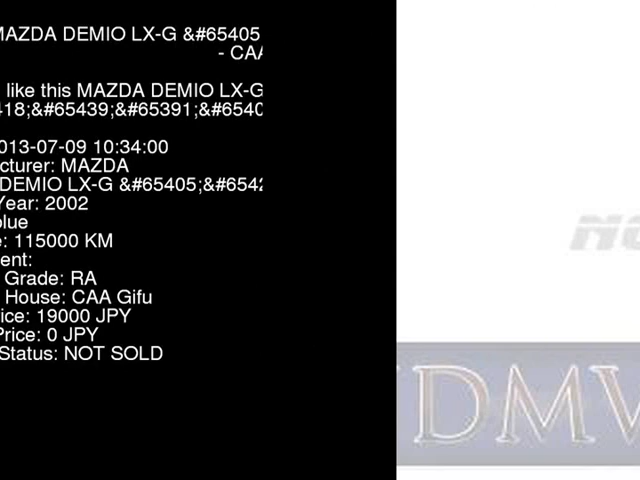 MAZDA DEMIO LX-G &#65405
- CAA
like this MAZDA DEMIO LX-G
418;&#65439;&#65391;&#6540
013-07-09 10:34:00
cturer: MAZDA
DEMIO LX-G &#65405;&#6542
Year: 2002
blue
e: 115000 KM
ent:
Grade: RA
House: CAA Gifu
ice: 19000 JPY
Price: 0 JPY
Status: NOT SOLD
NO
DMV